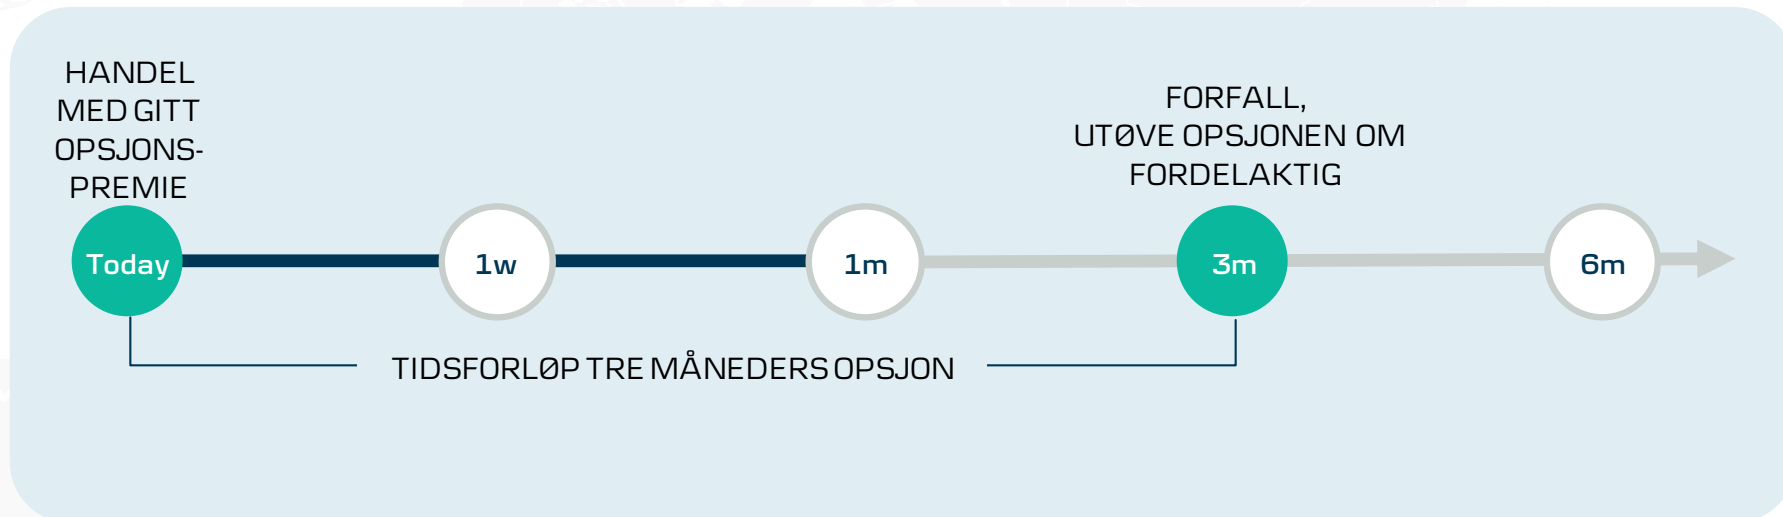 HANDEL
MED GITT
OPSJONS-
PREMIE
FORFALL,
UTØVE OPSJONEN OM
FORDELAKTIG
Today
1w
1m
3m
6m
TIDSFORLØP TRE MÅNEDERS OPSJON